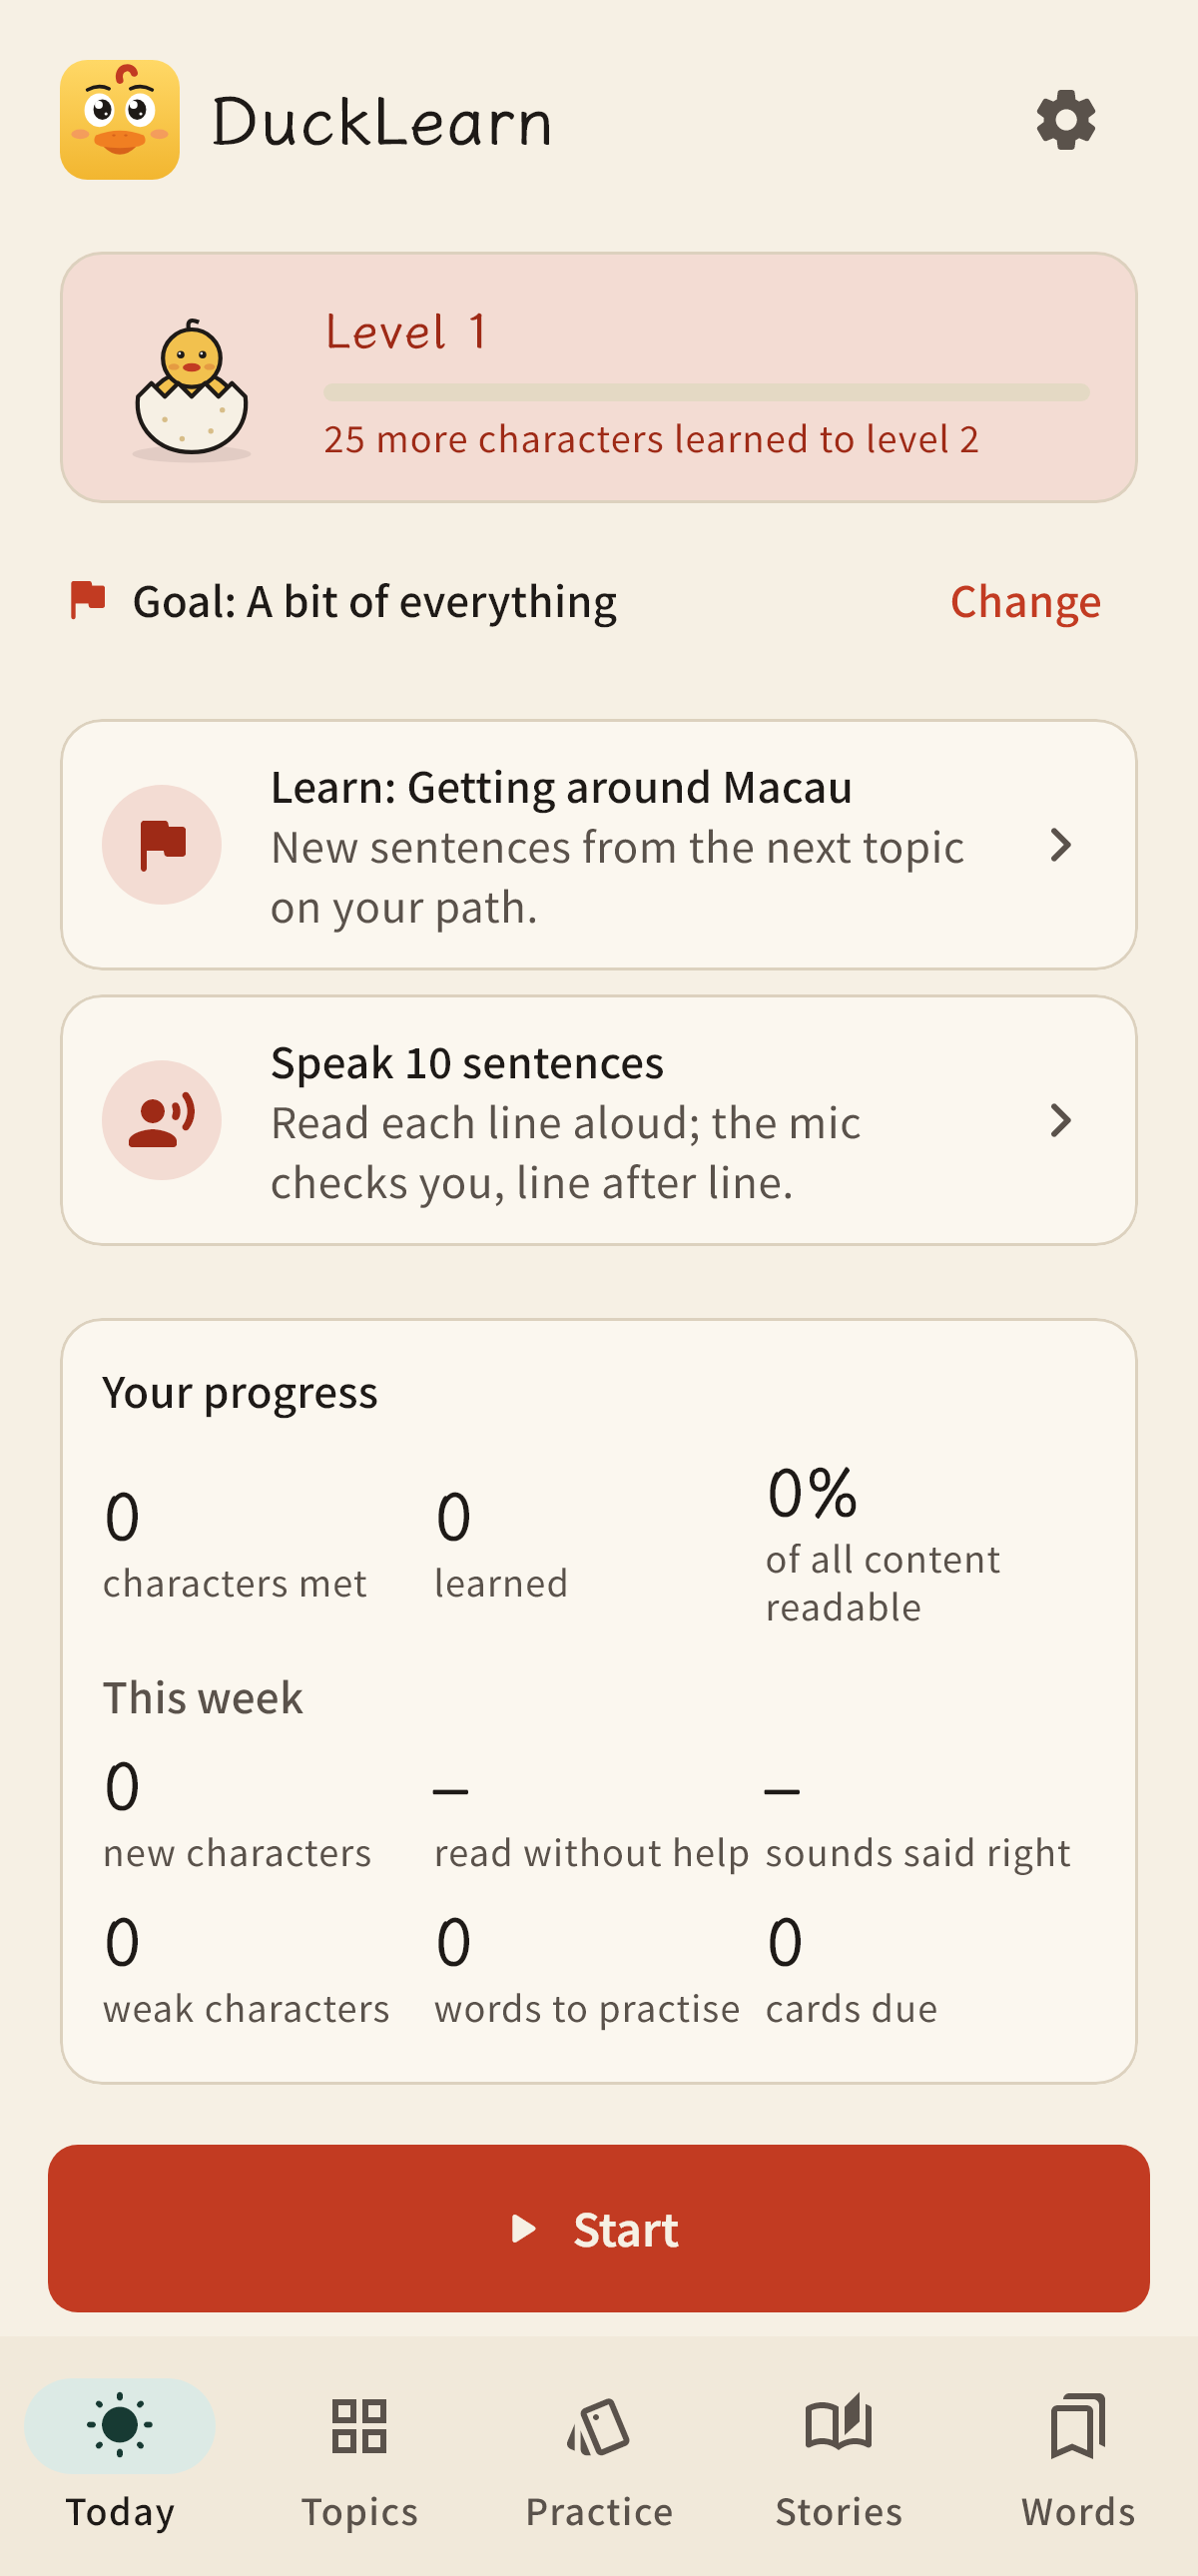 DuckLearn
Level 1
25 more characters learned to level 2
Goal: A bit of everything
Change
Learn: Getting around Macau
New sentences from the next topic
on your path.
Speak 10 sentences
Read each line aloud; the mic
checks you, line after line.
Your progress
0
characters met
0
learned
0%
of all content
readable
This week
0
new characters
–
read without help
–
sounds said right
0
weak characters
0
words to practise
0
cards due
Start
Today
Topics
Practice
Stories
Words